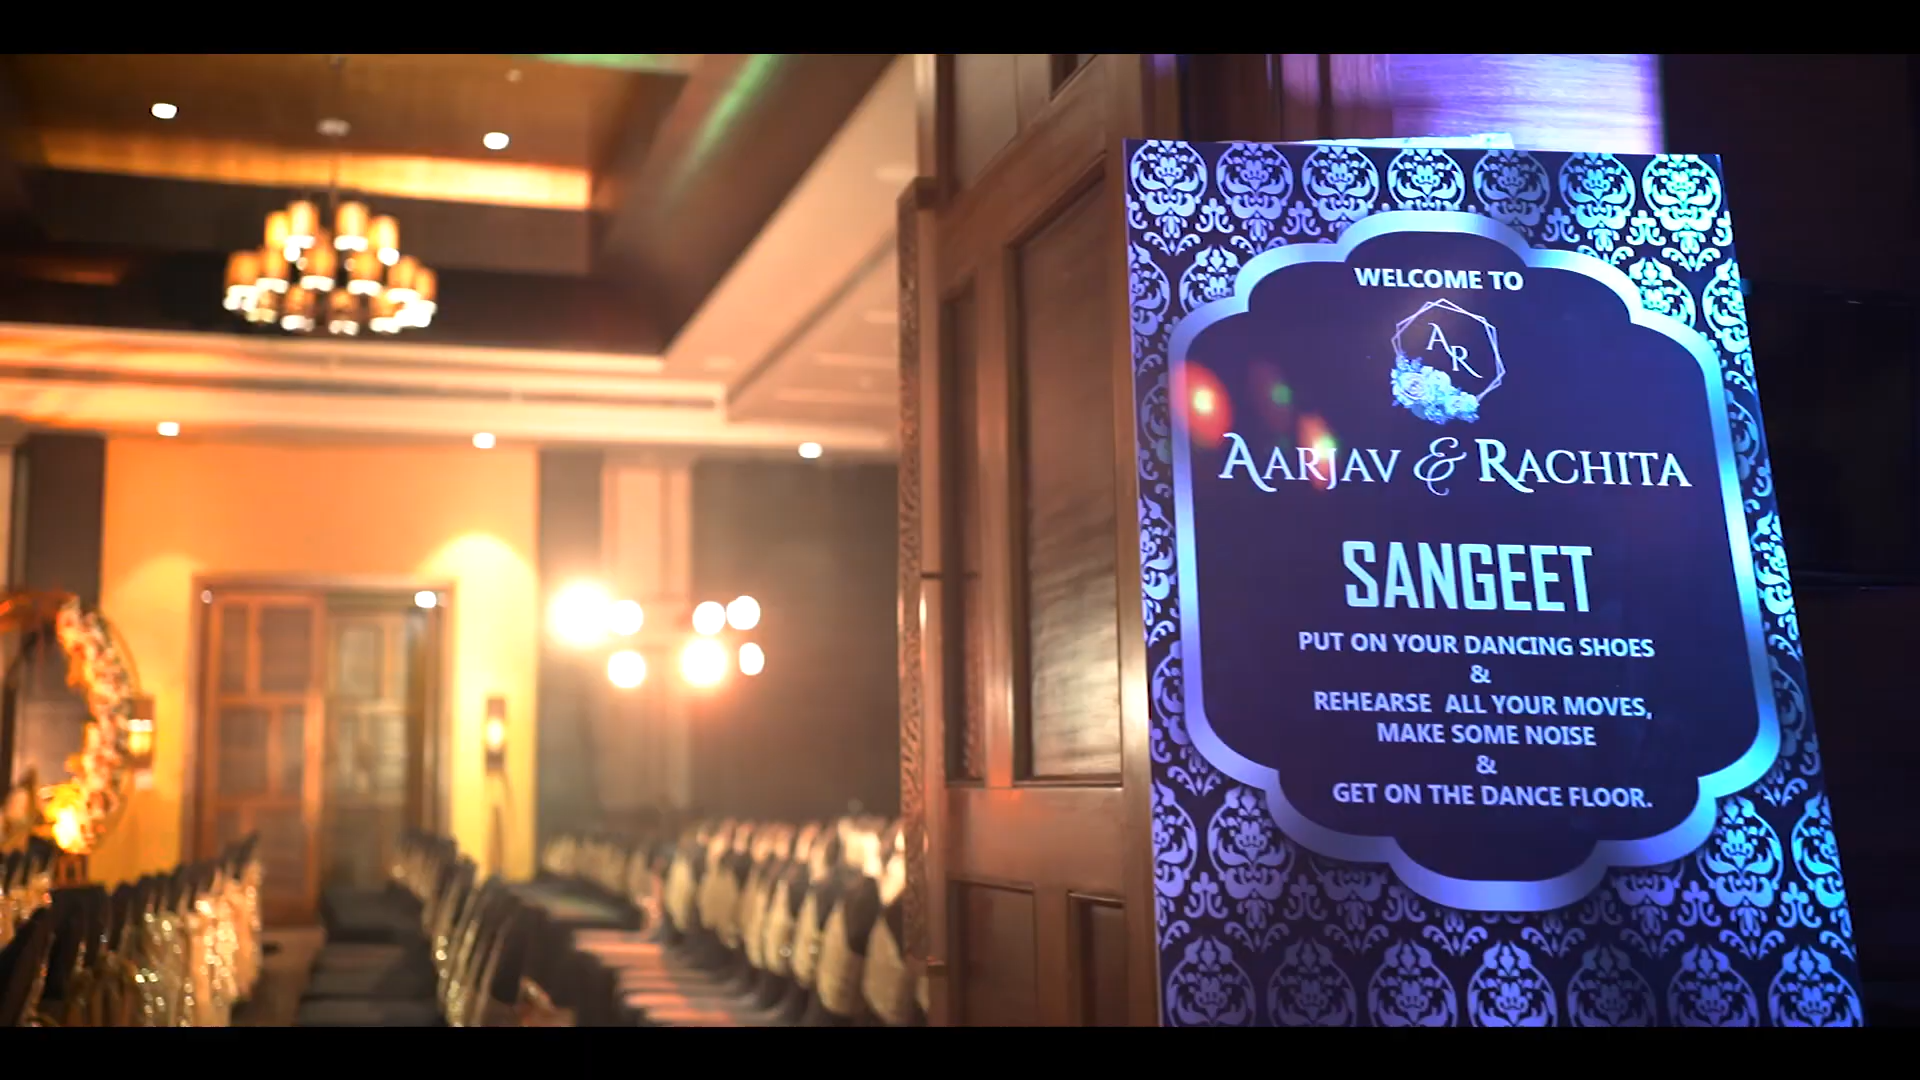 WELCOME TO
AR
AARJAV & RACHITA
SANGEET
PUT ON YOUR DANCING SHOES
&
REHEARSE ALL YOUR MOVES,
MAKE SOME NOISE
&
GET ON THE DANCE FLOOR.